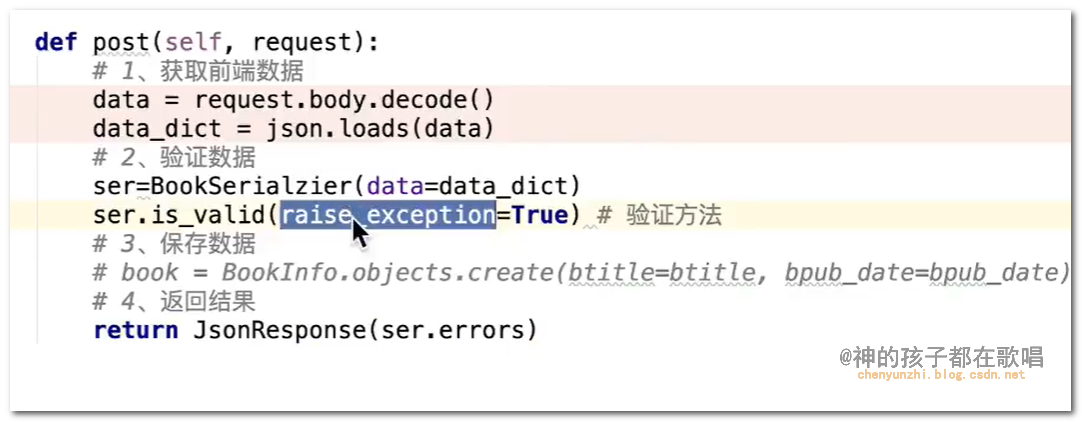 def post(self, request):
# 1、获取前端数据
data = request.body.decode()
data_dict = json.loads(data)
# 2、验证数据
ser=BookSerialzier(data=data_dict)
ser.is_valid(raise_exception=True) # 验证方法
# 3、保存数据
# book = BookInfo.objects.create(btitle=btitle, bpub_date=bpub_date)
# 4、返回结果
return JsonResponse(ser.errors)
@神的孩子都在歌唱
chenyunzhi.blog.csdn.net